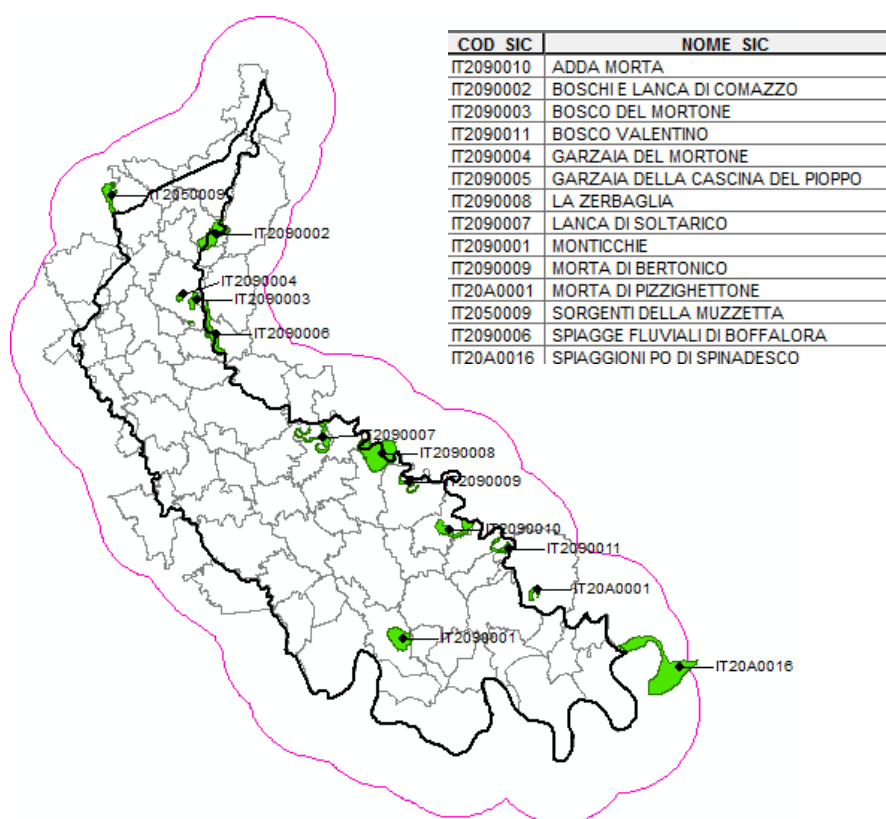 COD_SIC NOME_SIC
IT2090010 ADDA MORTA
IT2090002 BOSCHI E LANCA DI COMAZZO
IT2090003 BOSCO DEL MORTONE
IT2090011 BOSCO VALENTINO
IT2090004 GARZAIA DEL MORTONE
IT2090005 GARZAIA DELLA CASCINA DEL PIOPPO
IT2090008 LA ZERBAGLIA
IT2090007 LANCA DI SOLTARICO
IT2090001 MONTICCHIE
IT2090009 MORTA DI BERTONICO
IT20A0001 MORTA DI PIZZIGHETTONE
IT2050009 SORGENTI DELLA MUZZETTA
IT2090006 SPIAGGE FLUVIALI DI BOFFALORA
IT20A0016 SPIAGGIONI PO DI SPINADESCO
IT2050009
IT2090002
IT2090004
IT2090003
IT2090006
IT2090007
IT2090008
IT2090009
IT2090010
IT2090011
IT20A0001
IT2090001
IT20A0016